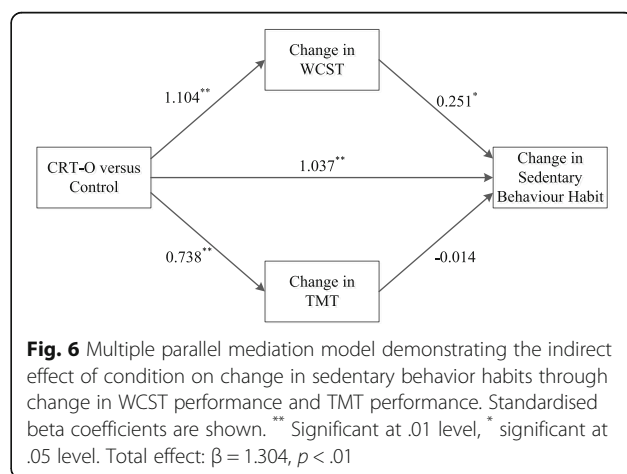 Change in
WCST
1.104**
0.251*
CRT-O versus
Control
1.037**
Change in
Sedentary
Behaviour Habit
0.738**
-0.014
Change in
TMT
Fig. 6 Multiple parallel mediation model demonstrating the indirect
effect of condition on change in sedentary behavior habits through
change in WCST performance and TMT performance. Standardised
beta coefficients are shown. ** Significant at .01 level, * significant at
.05 level. Total effect: β = 1.304, p < .01